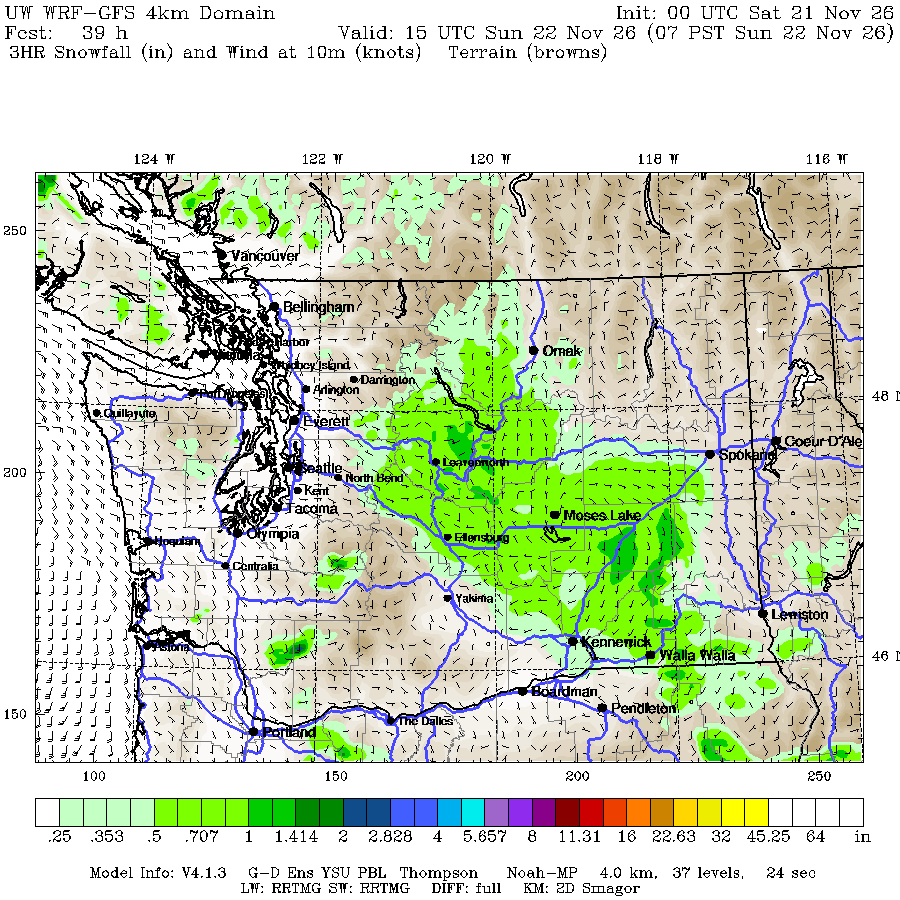 UW WRF-GFS 4km Domain Init: 00 UTC Sat 21 Nov 26
Fcst: 39 h Valid: 15 UTC Sun 22 Nov 26 (07 PST Sun 22 Nov 26)
3HR Snowfall (in) and Wind at 10m (knots) Terrain (browns)
124 W 122 W 120 W 118 W 116 W
250
Vancouver
Bellingham
Omak
Whidbey Island
Darrington
Arlington
Port Angeles
48 N
Quillayute
Everett
Coeur D'Alene
Spokane
Leavenworth
200
Seattle
North Bend
Kent
Tacoma
Moses Lake
Olympia
Ellensburg
Hoquiam
Centralia
Yakima
Lewiston
Kennewick
Astoria
Walla Walla
46 N
Boardman
Pendleton
150
The Dalles
Portland
100 150 200 250
.25 .353 .5 .707 1 1.414 2 2.828 4 5.657 8 11.31 16 22.63 32 45.25 64 in
Model Info: V4.1.3 G-D Ens YSU PBL Thompson Noah-MP 4.0 km, 37 levels, 24 sec
LW: RRTMG SW: RRTMG DIFF: full KM: 2D Smagor